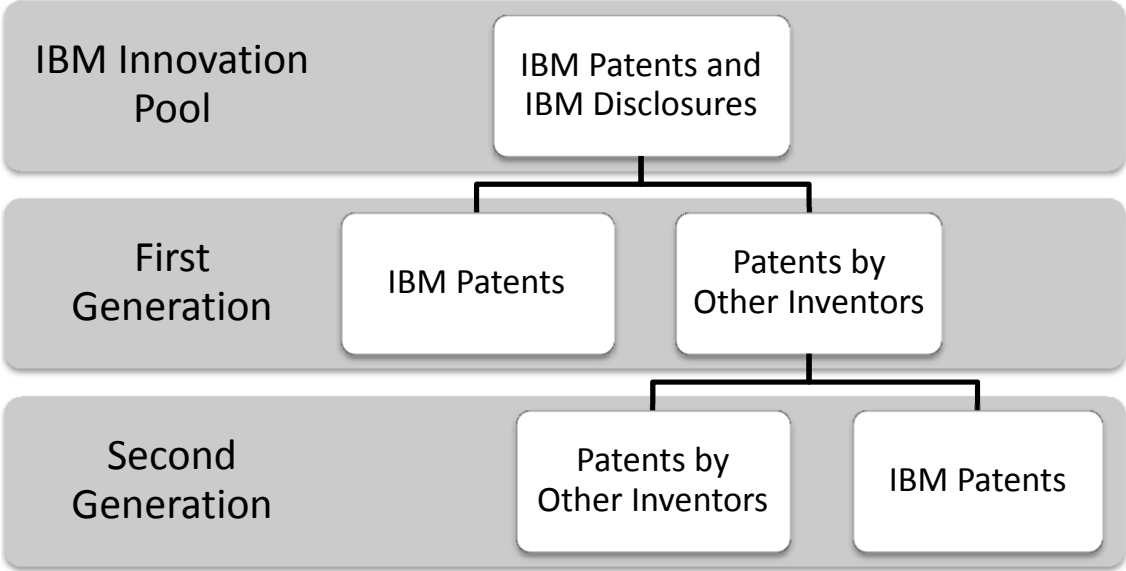 IBM Innovation
Pool
IBM Patents and
IBM Disclosures
First
Generation
IBM Patents
Patents by
Other Inventors
Second
Generation
Patents by
Other Inventors
IBM Patents